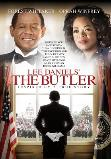 FOREST WHITAKER OPRAH WINFREY
LEE DANIELS'
THE BUTLER